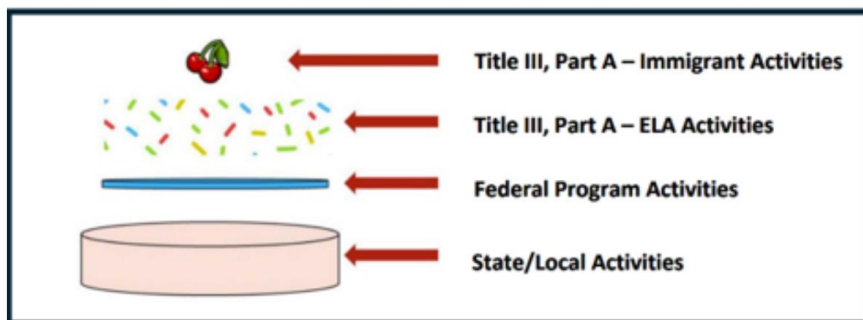 Title III, Part A – Immigrant Activities
Title III, Part A – ELA Activities
Federal Program Activities
State/Local Activities